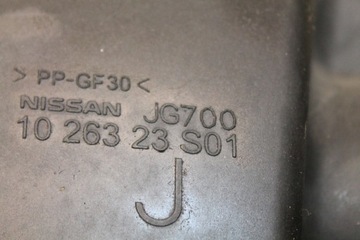 > PP-GF30 <
NISSAN JG700
10 263 23 S01
J